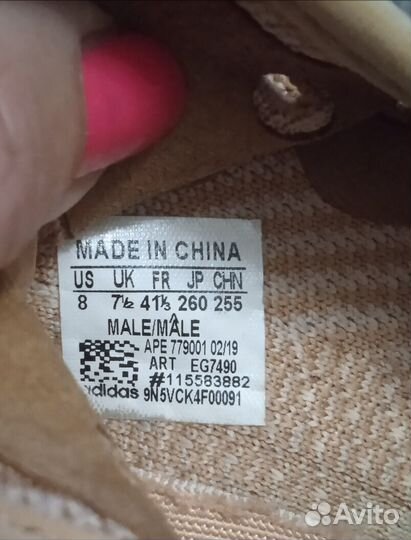 MADE IN CHINA
US UK FR JP CHN
8 7½ 41⅓ 260 255
MALE/MÂLE
APE 779001 02/19
ART EG7490
#115583882
adidas 9N5VCK4F00091
Avito